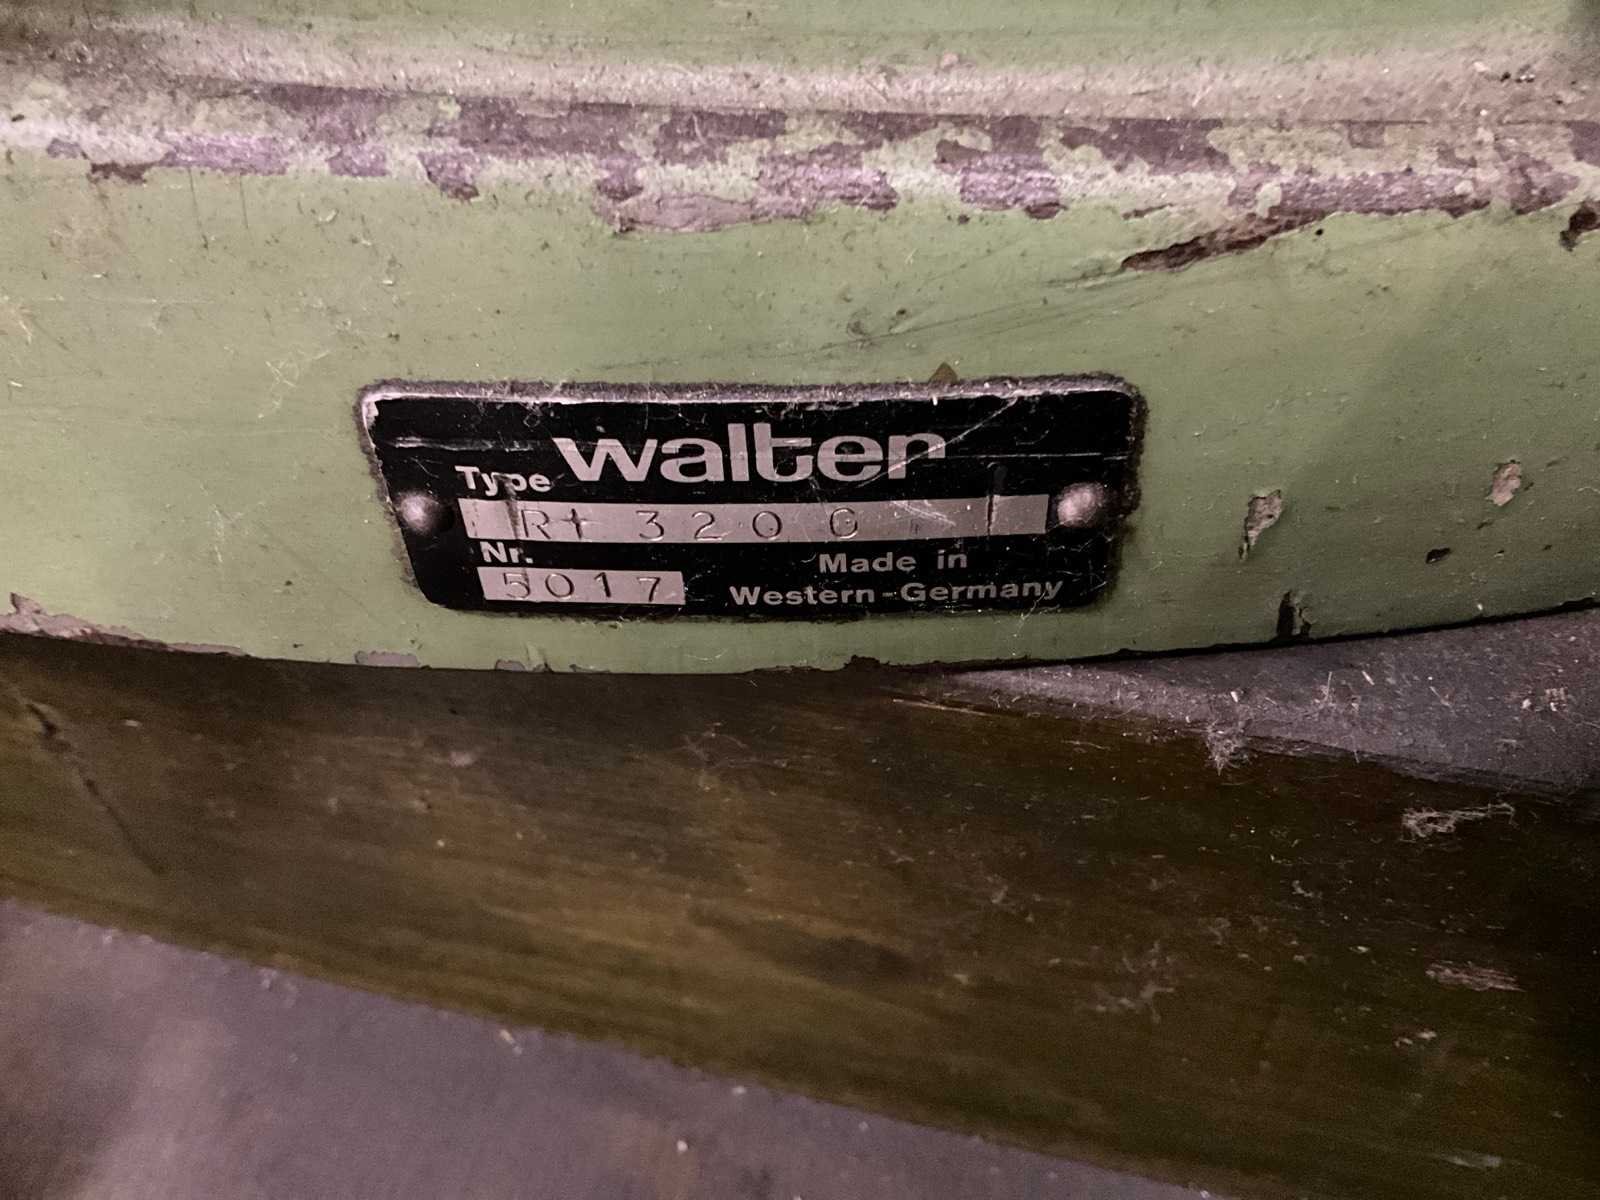 walter
Type
RT 320 G
Nr.
5017
Made in
Western-Germany